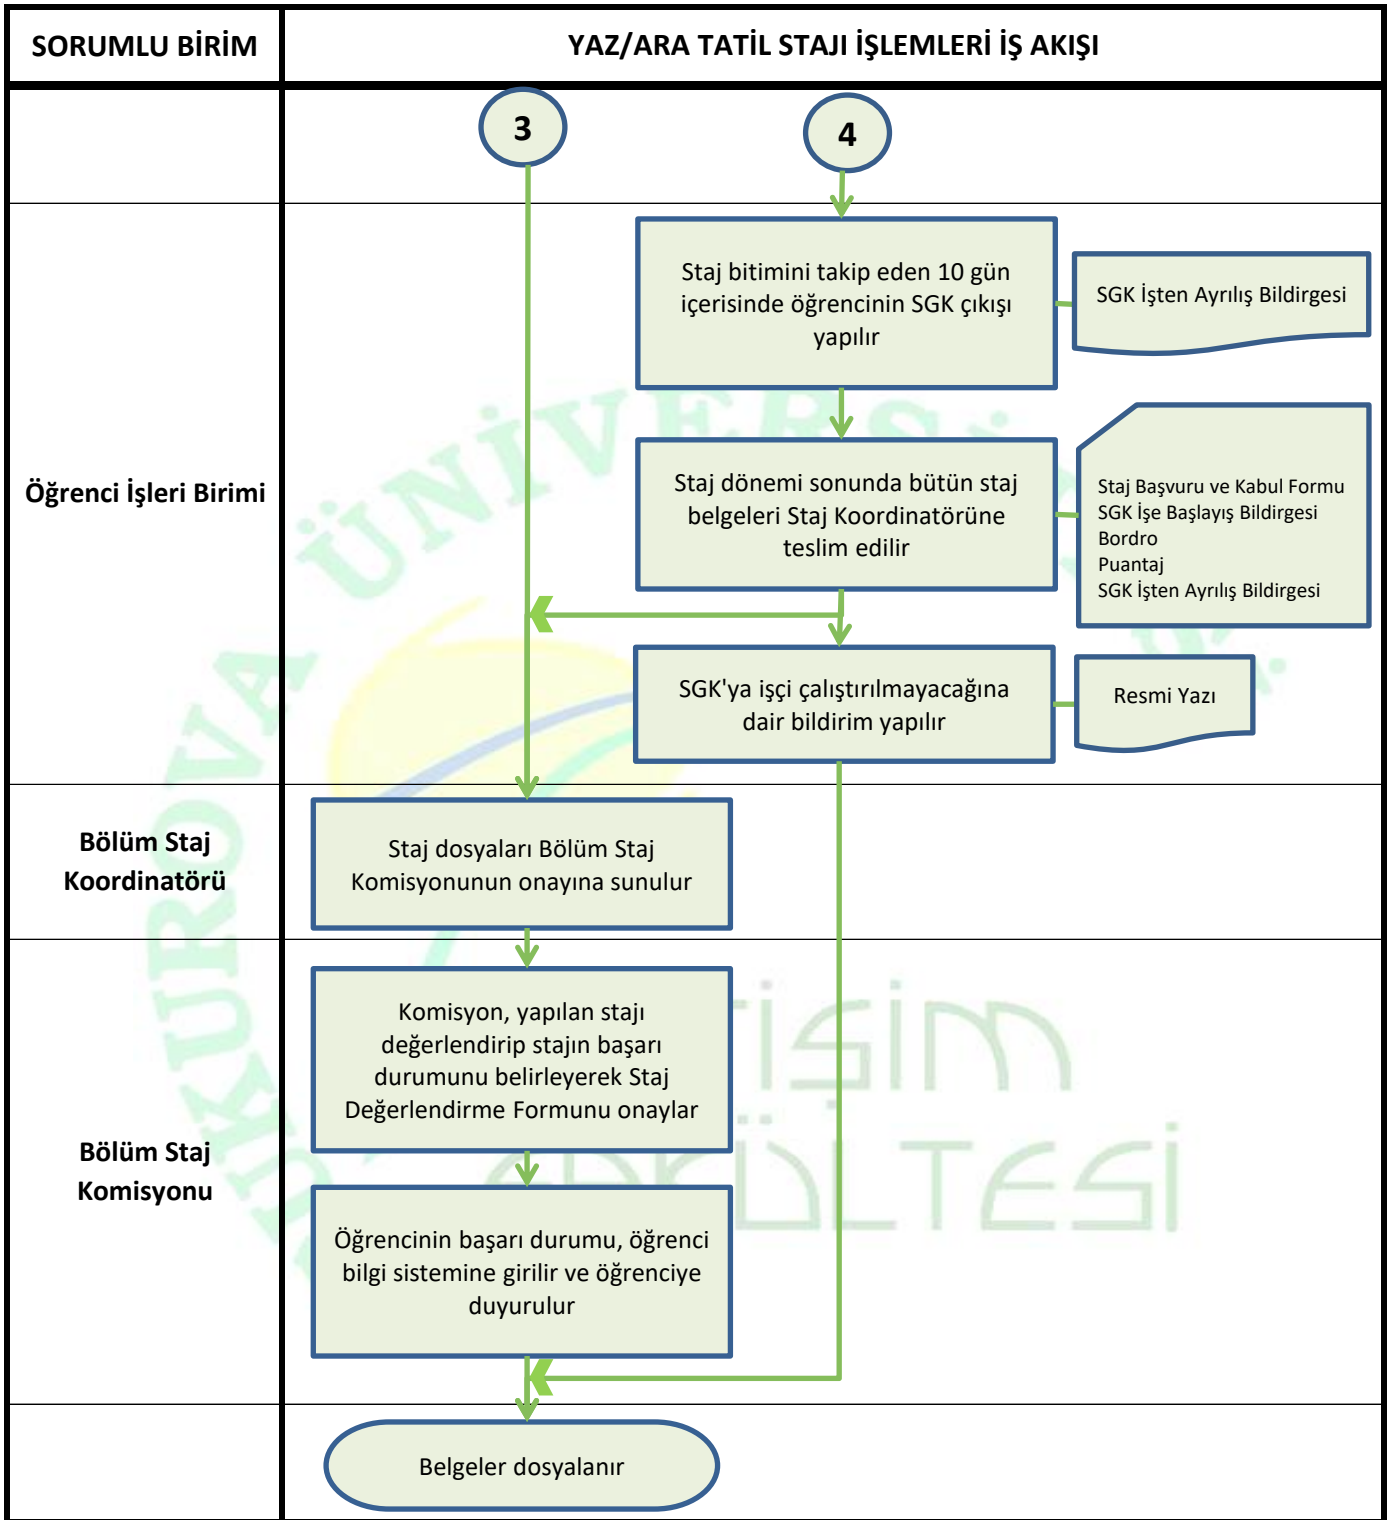 SORUMLU BİRİM
YAZ/ARA TATİL STAJI İŞLEMLERİ İŞ AKIŞI
3
4
Öğrenci İşleri Birimi
Staj bitimini takip eden 10 gün
içerisinde öğrencinin SGK çıkışı
yapılır
SGK İşten Ayrılış Bildirgesi
Staj dönemi sonunda bütün staj
belgeleri Staj Koordinatörüne
teslim edilir
Staj Başvuru ve Kabul Formu
SGK İşe Başlayış Bildirgesi
Bordro
Puantaj
SGK İşten Ayrılış Bildirgesi
SGK'ya işçi çalıştırılmayacağına
dair bildirim yapılır
Resmi Yazı
Bölüm Staj
Koordinatörü
Staj dosyaları Bölüm Staj
Komisyonunun onayına sunulur
Bölüm Staj
Komisyonu
Komisyon, yapılan stajı
değerlendirip stajın başarı
durumunu belirleyerek Staj
Değerlendirme Formunu onaylar
Öğrencinin başarı durumu, öğrenci
bilgi sistemine girilir ve öğrenciye
duyurulur
Belgeler dosyalanır